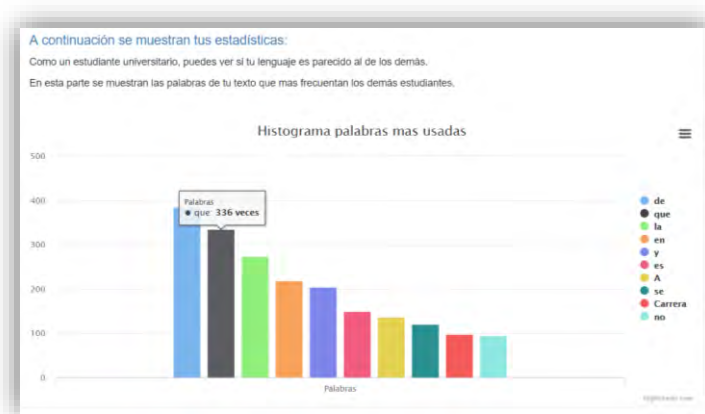 A continuación se muestran tus estadísticas:
Como un estudiante universitario, puedes ver si tu lenguaje es parecido al de los demás.
En esta parte se muestran las palabras de tu texto que mas frecuentan los demás estudiantes.
Histograma palabras mas usadas
500
400
300
200
100
0
Palabras
que: 336 veces
Palabras
de
que
la
en
y
es
A
se
Carrera
no
Highcharts.com